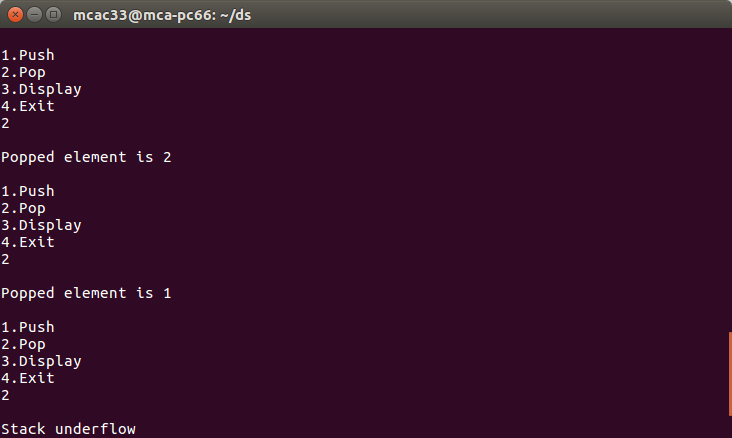 mcac33@mca-pc66: ~/ds
1.Push
2.Pop
3.Display
4.Exit
2
Popped element is 2
1.Push
2.Pop
3.Display
4.Exit
2
Popped element is 1
1.Push
2.Pop
3.Display
4.Exit
2
Stack underflow